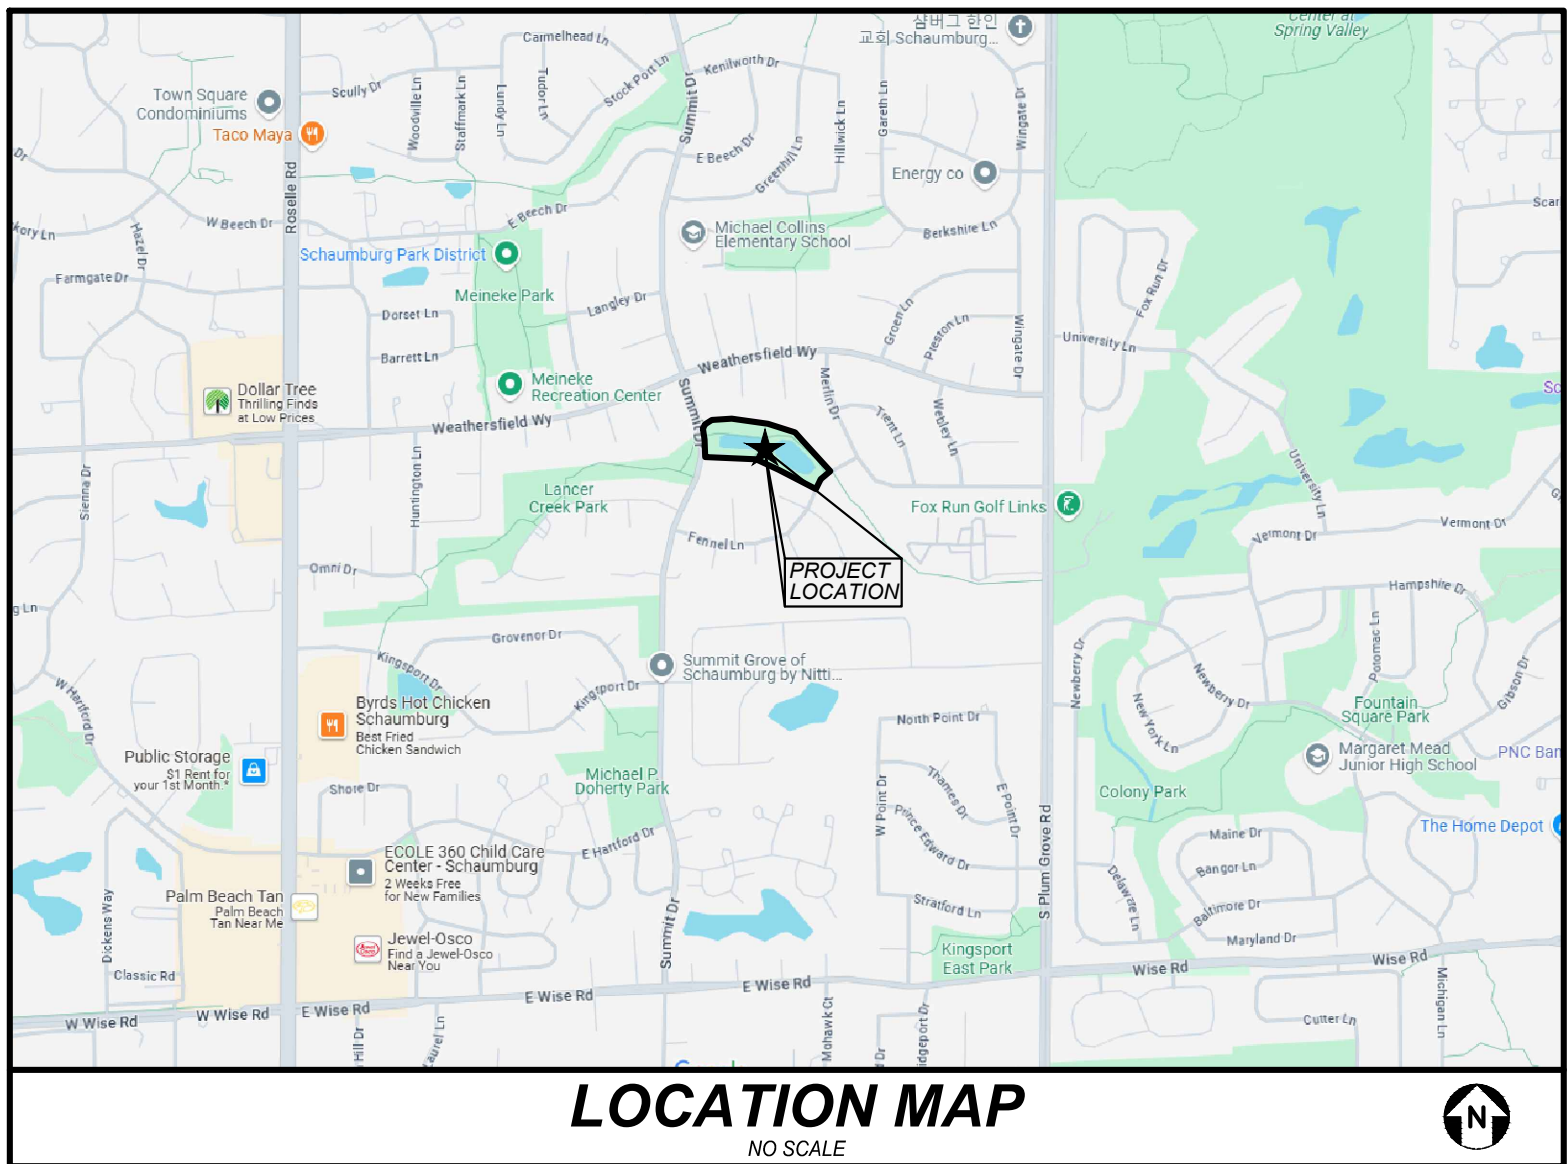 샴버그 한인
교회 Schaumburg...
Center at
Spring Valley
Carmelhead Ln
Kenilworth Dr
Summit Dr
Stock Port Ln
Tudor Ln
Lundy Ln
Staffmark Ln
Woodville Ln
Scully Dr
Town Square
Condominiums
Taco Maya
Roselle Rd
Hillwick Ln
Gareth Ln
Wingate Dr
E Beech Dr
Greenhill Ln
Energy co
Dr
W Beech Dr
Hazel Dr
kory Ln
E Beech Dr
Michael Collins
Elementary School
Berkshire Ln
Scar
Schaumburg Park District
Meineke Park
Farmgate Dr
Langley Dr
Dorset Ln
Barrett Ln
Groen Ln
Preston Ln
Wingate Dr
Fox Run Dr
University Ln
Weathersfield Wy
Meineke
Recreation Center
Dollar Tree
Thrilling Finds
at Low Prices
Weathersfield Wy
Summit Dr
Merlin Dr
Trent Ln
Webley Ln
Sc
Sienna Dr
Huntington Ln
Lancer
Creek Park
Fox Run Golf Links
University Ln
Vermont Dr
Vermont Dr
Fennel Ln
Omni Dr
PROJECT
LOCATION
Hampshire Dr
g Ln
Grovenor Dr
Kingsport Dr
Kingsport Dr
Summit Grove of
Schaumburg by Nitti...
W Hartford Dr
Newberry Dr
Newberry Dr
New York Ln
Potomac Ln
Gibson Dr
Fountain
Square Park
Byrds Hot Chicken
Schaumburg
Best Fried
Chicken Sandwich
North Point Dr
Margaret Mead
Junior High School
PNC Ban
Public Storage
$1 Rent for
your 1st Month.*
Shore Dr
Michael P.
Doherty Park
W Point Dr
Thames Dr
E Point Dr
Prince Edward Dr
S Plum Grove Rd
Colony Park
Maine Dr
The Home Depot
Bangor Ln
E Hartford Dr
ECOLE 360 Child Care
Center - Schaumburg
2 Weeks Free
for New Families
Palm Beach Tan
Palm Beach
Tan Near Me
Dickens Way
Stratford Ln
Delaware Ln
Baltimore Dr
Maryland Dr
Jewel-Osco
Find a Jewel-Osco
Near You
Summit Dr
Kingsport
East Park
Classic Rd
Wise Rd
Wise Rd
Michigan Ln
E Wise Rd
E Wise Rd
E Wise Rd
W Wise Rd
W Wise Rd
Hill Dr
Laurel Ln
Mohawk Ct
Dr
idgeport Dr
Cutter Ln
LOCATION MAP
NO SCALE
N